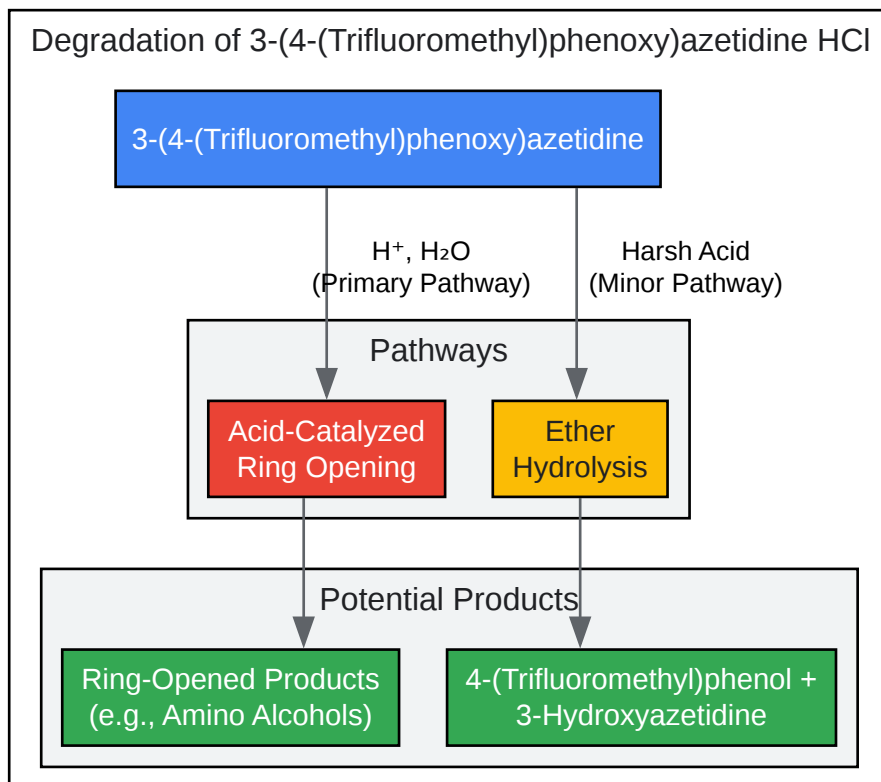 Degradation of 3-(4-(Trifluoromethyl)phenoxy)azetidine HCl
3-(4-(Trifluoromethyl)phenoxy)azetidine
H⁺, H₂O
(Primary Pathway)
Harsh Acid
(Minor Pathway)
Pathways
Acid-Catalyzed
Ring Opening
Ether
Hydrolysis
Potential Products
Ring-Opened Products
(e.g., Amino Alcohols)
4-(Trifluoromethyl)phenol +
3-Hydroxyazetidine